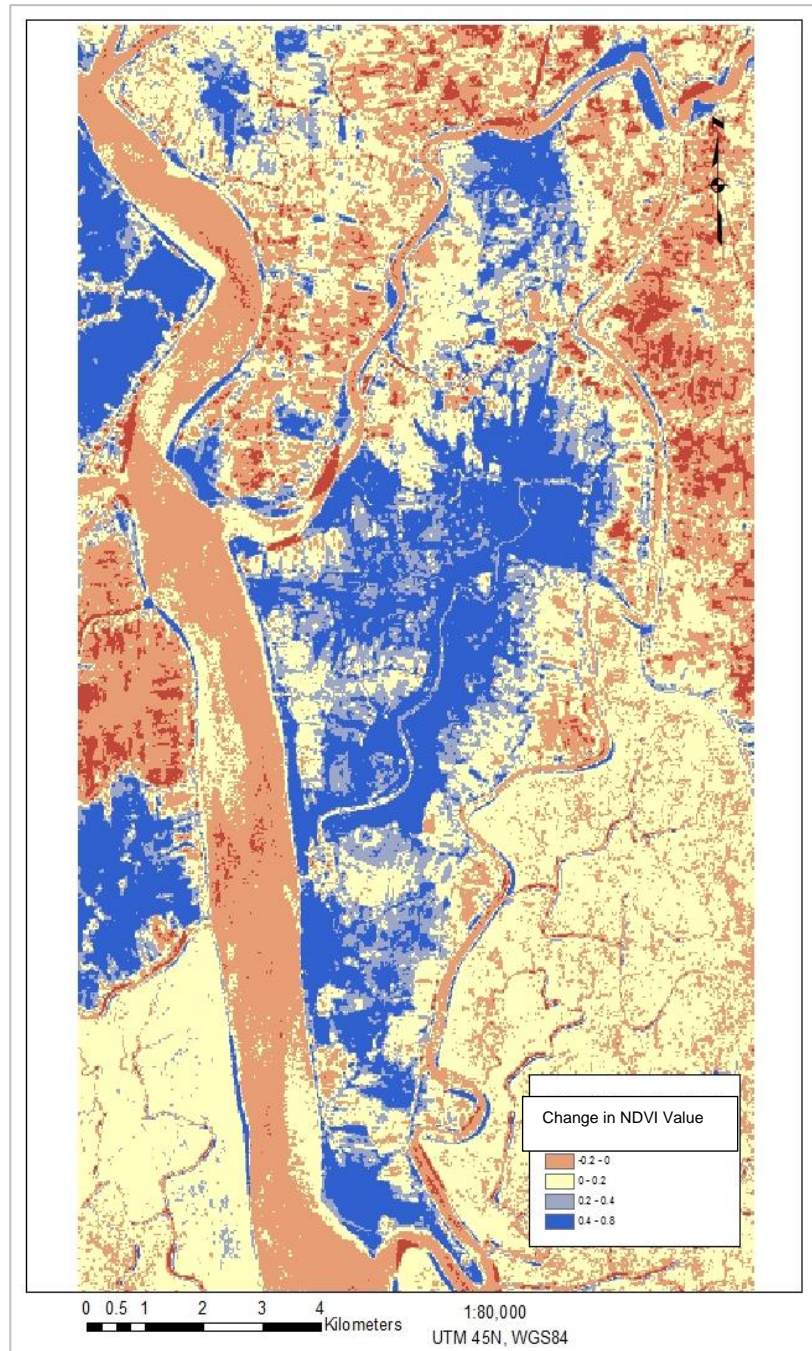 Change in NDVI Value
-0.2 - 0
0 - 0.2
0.2 - 0.4
0.4 - 0.8
0 0.5 1 2 3 4
Kilometers
1:80,000
UTM 45N, WGS84